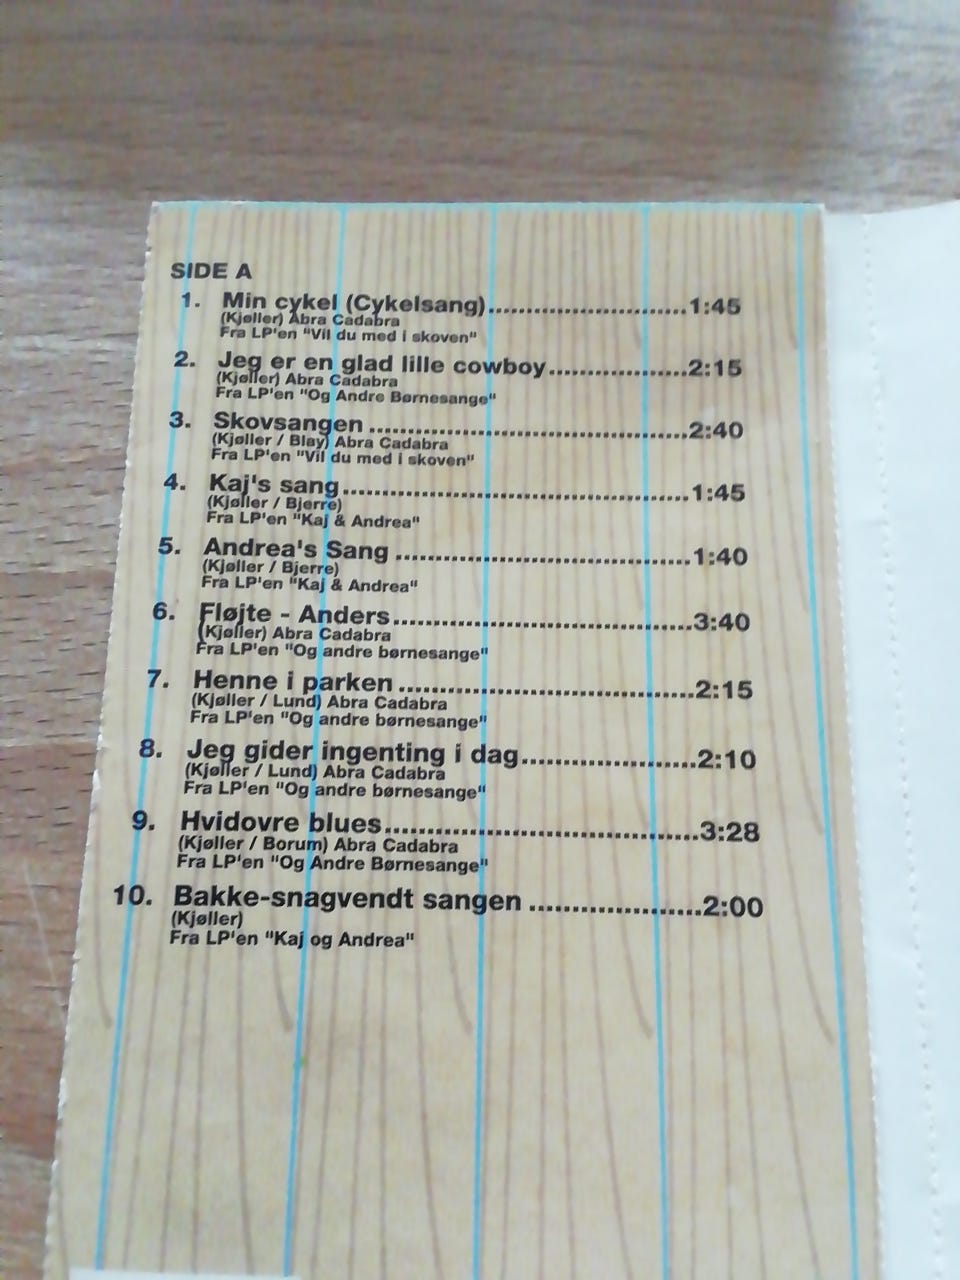 SIDE A
1. Min cykel (Cykelsang)..........................1:45
(Kjøller) Abra Cadabra
Fra LP'en "Vil du med i skoven"
2. Jeg er en glad lille cowboy..................2:15
(Kjøller) Abra Cadabra
Fra LP'en "Og Andre Børnesange"
3. Skovsangen ..........................................2:40
(Kjøller / Blay) Abra Cadabra
Fra LP'en "Vil du med i skoven"
4. Kaj's sang.............................................1:45
(Kjøller / Bjerre)
Fra LP'en "Kaj & Andrea"
5. Andrea's Sang ......................................1:40
(Kjøller / Bjerre)
Fra LP'en "Kaj & Andrea"
6. Fløjte - Anders......................................3:40
(Kjøller) Abra Cadabra
Fra LP'en "Og andre børnesange"
7. Henne i parken .....................................2:15
(Kjøller / Lund) Abra Cadabra
Fra LP'en "Og andre børnesange"
8. Jeg gider ingenting i dag......................2:10
(Kjøller / Lund) Abra Cadabra
Fra LP'en "Og andre børnesange"
9. Hvidovre blues......................................3:28
(Kjøller / Borum) Abra Cadabra
Fra LP'en "Og Andre Børnesange"
10. Bakke-snagvendt sangen ....................2:00
(Kjøller)
Fra LP'en "Kaj og Andrea"